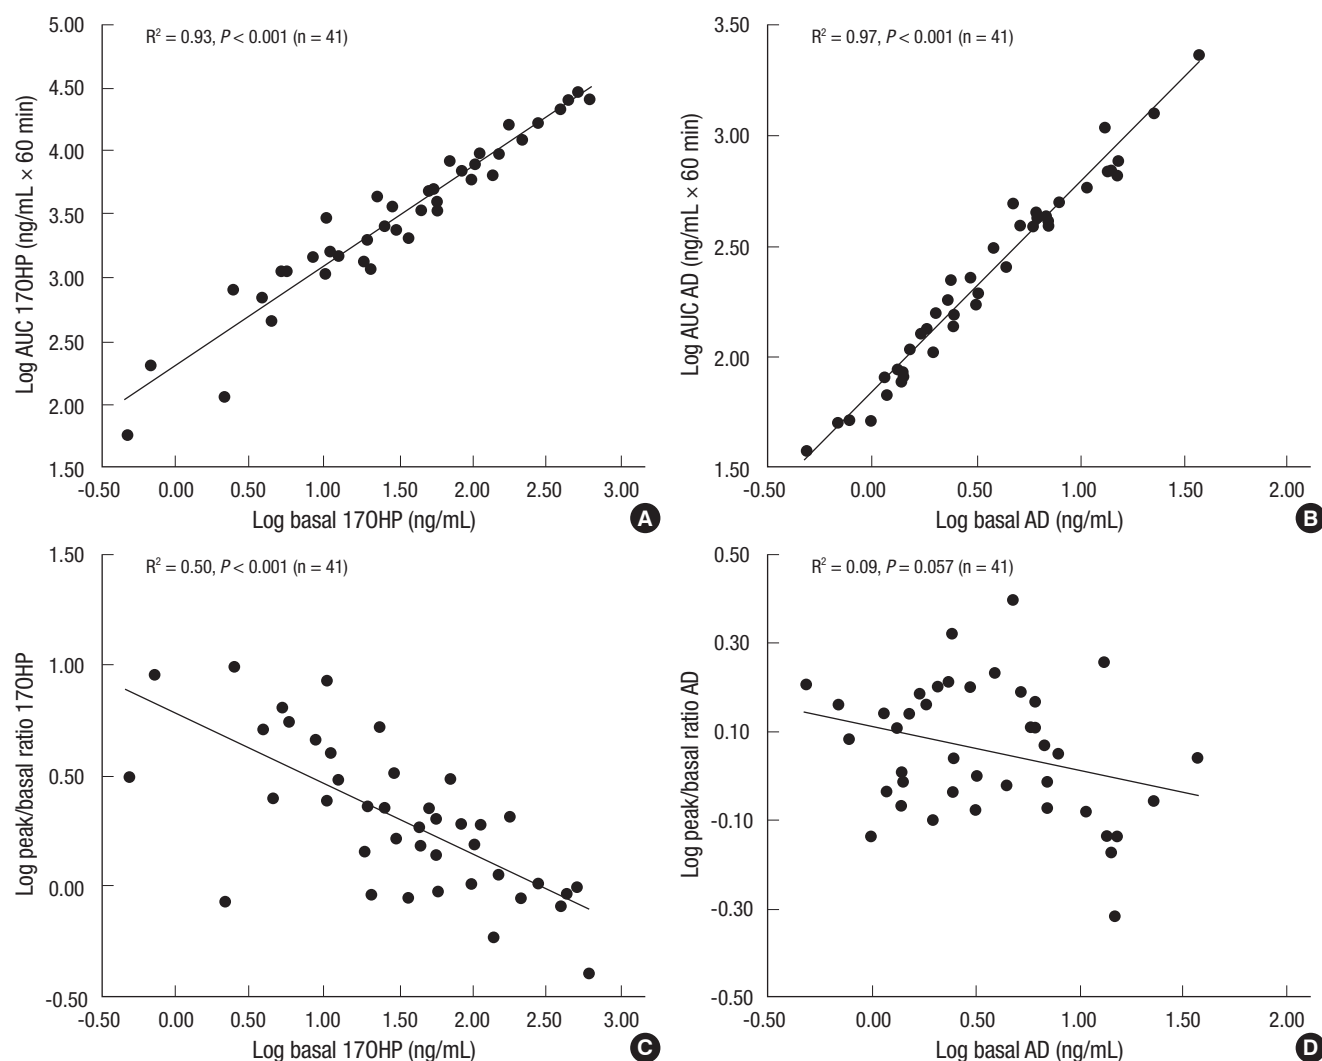 R² = 0.93, P < 0.001 (n = 41)
Log AUC 17OHP (ng/mL × 60 min)
5.00
4.50
4.00
3.50
3.00
2.50
2.00
1.50
-0.50 0.00 0.50 1.00 1.50 2.00 2.50 3.00
Log basal 17OHP (ng/mL)
A
R² = 0.97, P < 0.001 (n = 41)
Log AUC AD (ng/mL × 60 min)
3.50
3.00
2.50
2.00
1.50
-0.50 0.00 0.50 1.00 1.50 2.00
Log basal AD (ng/mL)
B
R² = 0.50, P < 0.001 (n = 41)
Log peak/basal ratio 17OHP
1.50
1.00
0.50
0.00
-0.50
-0.50 0.00 0.50 1.00 1.50 2.00 2.50 3.00
Log basal 17OHP (ng/mL)
C
R² = 0.09, P = 0.057 (n = 41)
Log peak/basal ratio AD
0.50
0.30
0.10
-0.10
-0.30
-0.50
-0.50 0.00 0.50 1.00 1.50 2.00
Log basal AD (ng/mL)
D